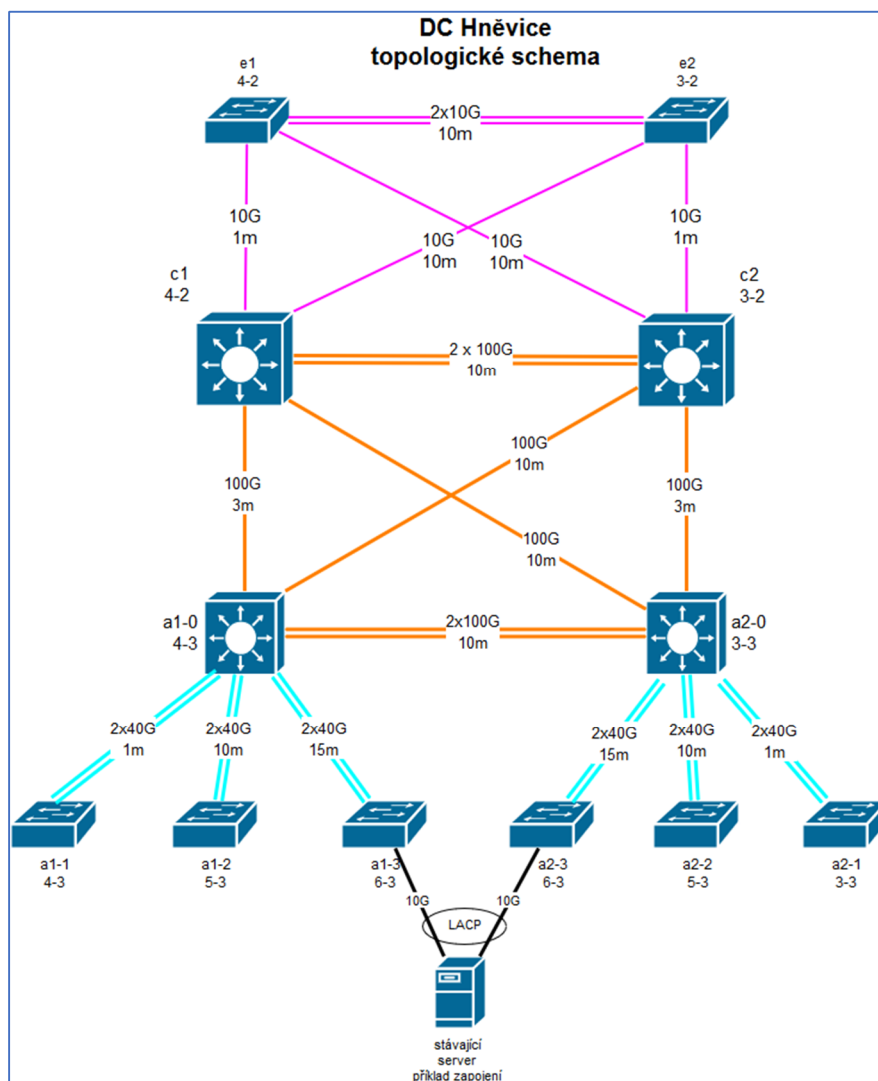 DC Hněvice
topologické schema
e1
4-2
e2
3-2
2x10G
10m
10G
1m
10G
10m
10G
10m
10G
1m
c1
4-2
c2
3-2
2 x 100G
10m
100G
10m
100G
3m
100G
3m
100G
10m
a1-0
4-3
2x100G
10m
a2-0
3-3
2x40G
1m
2x40G
10m
2x40G
15m
2x40G
15m
2x40G
10m
2x40G
1m
a1-1
4-3
a1-2
5-3
a1-3
6-3
a2-3
6-3
a2-2
5-3
a2-1
3-3
10G
10G
LACP
stávající
server
příklad zapojení